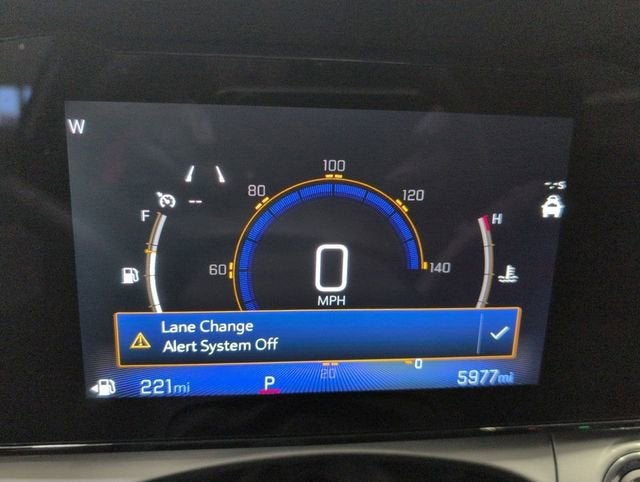 W
100
80
120
--
--s
F
H
60
140
0
MPH
Lane Change
Alert System Off
20
0
221mi
P
5977mi